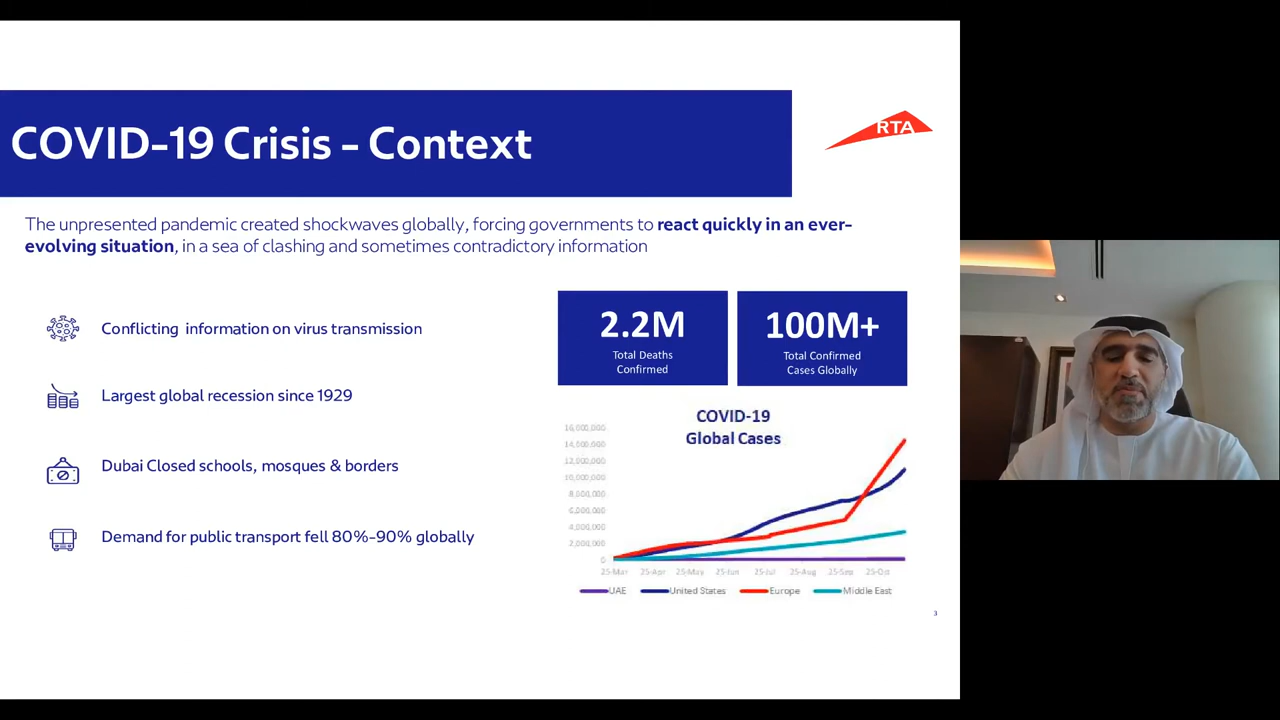 COVID-19 Crisis - Context
RTA
The unpresented pandemic created shockwaves globally, forcing governments to react quickly in an ever-
evolving situation, in a sea of clashing and sometimes contradictory information
Conflicting information on virus transmission
Largest global recession since 1929
Dubai Closed schools, mosques & borders
Demand for public transport fell 80%-90% globally
2.2M
Total Deaths
Confirmed
100M+
Total Confirmed
Cases Globally
COVID-19
Global Cases
16,000,000
14,000,000
12,000,000
10,000,000
8,000,000
6,000,000
4,000,000
2,000,000
0
25-Mar 25-Apr 25-May 25-Jun 25-Jul 25-Aug 25-Sep 25-Oct
UAE United States Europe Middle East
3